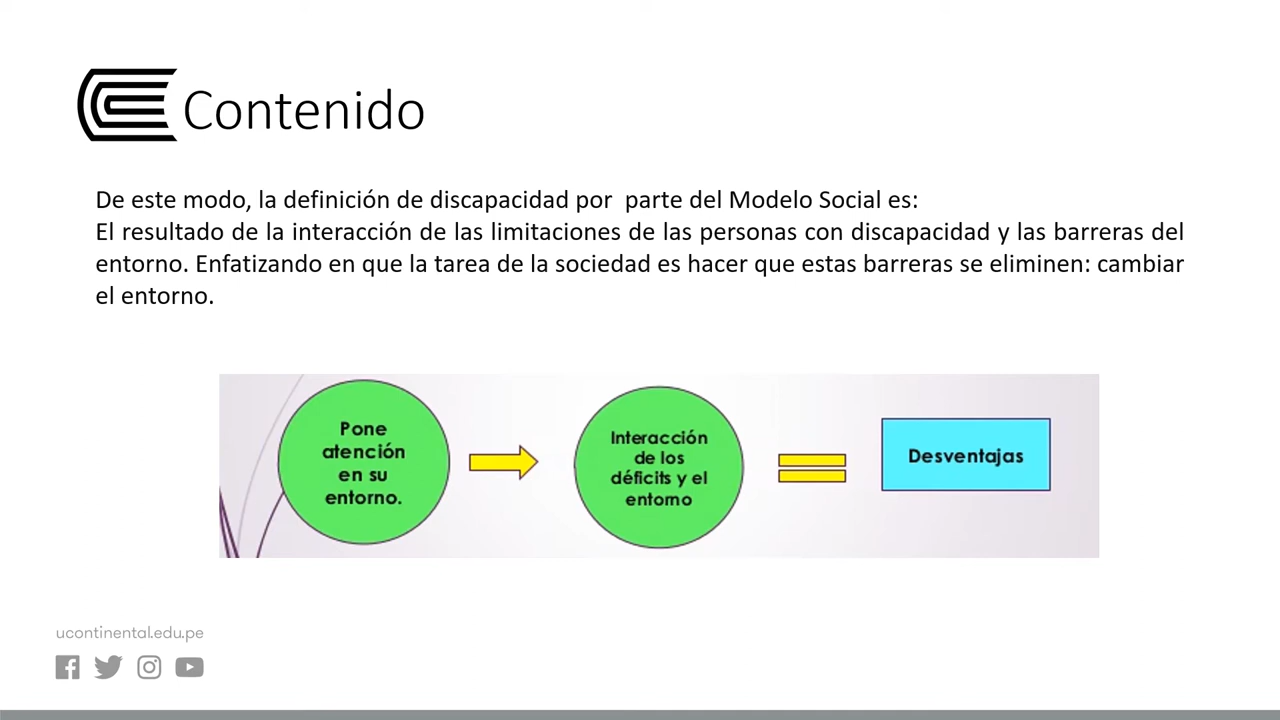 Contenido
De este modo, la definición de discapacidad por  parte del Modelo Social es:
El resultado de la interacción de las limitaciones de las personas con discapacidad y las barreras del
entorno. Enfatizando en que la tarea de la sociedad es hacer que estas barreras se eliminen: cambiar
el entorno.
Pone
atención
en su
entorno.
Interacción
de los
déficits y el
entorno
Desventajas
ucontinental.edu.pe